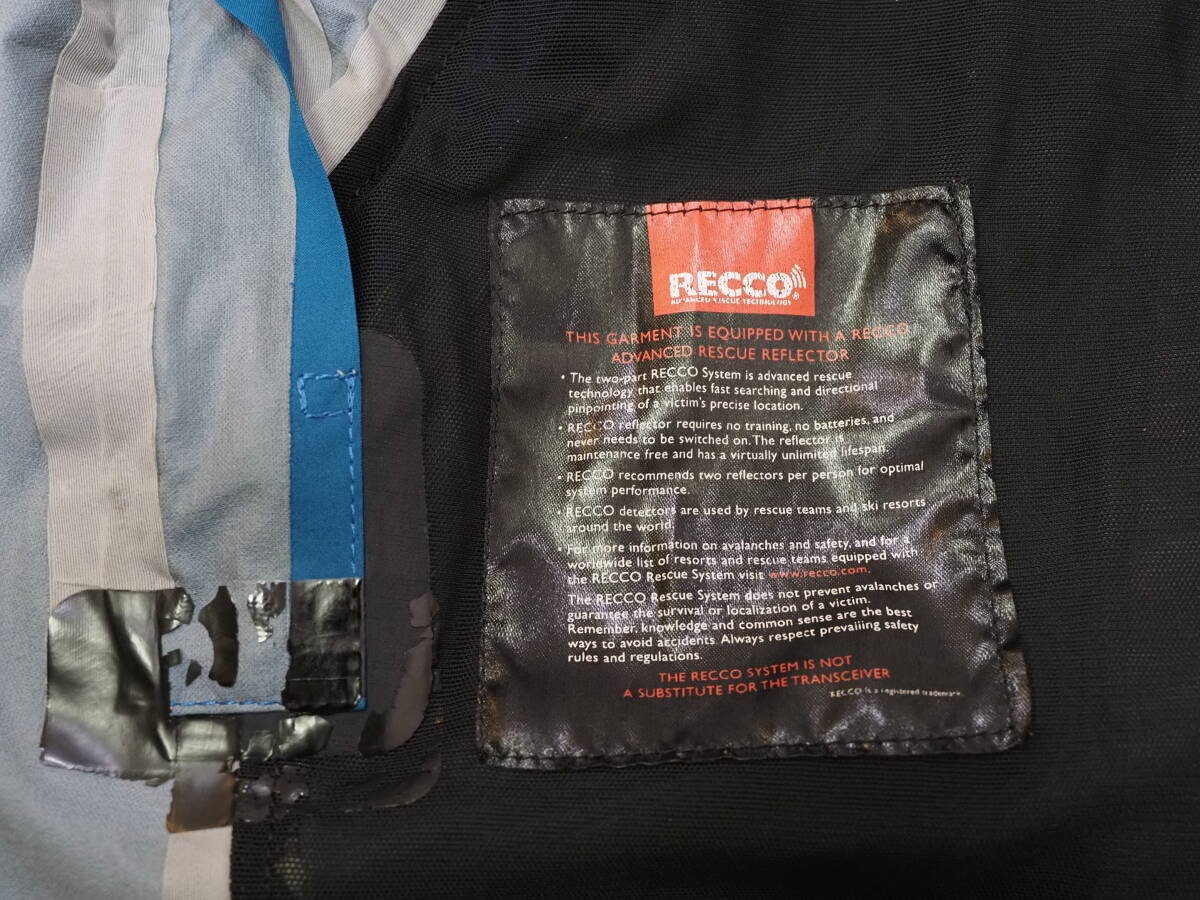 RECCO®
ADVANCED RESCUE TECHNOLOGY
THIS GARMENT IS EQUIPPED WITH A RECCO
ADVANCED RESCUE REFLECTOR
• The two-part RECCO System is advanced rescue
technology that enables fast searching and directional
pinpointing of a victim's precise location.
• RECCO reflector requires no training, no batteries, and
never needs to be switched on. The reflector is
maintenance free and has a virtually unlimited lifespan.
• RECCO recommends two reflectors per person for optimal
system performance.
• RECCO detectors are used by rescue teams and ski resorts
around the world.
• For more information on avalanches and safety, and for a
worldwide list of resorts and rescue teams equipped with
the RECCO Rescue System visit www.recco.com.
The RECCO Rescue System does not prevent avalanches or
guarantee the survival or localization of a victim.
Remember, knowledge and common sense are the best
ways to avoid accidents. Always respect prevaiiing safety
rules and regulations.
THE RECCO SYSTEM IS NOT
A SUBSTITUTE FOR THE TRANSCEIVER
RECCO is a registered trademark.